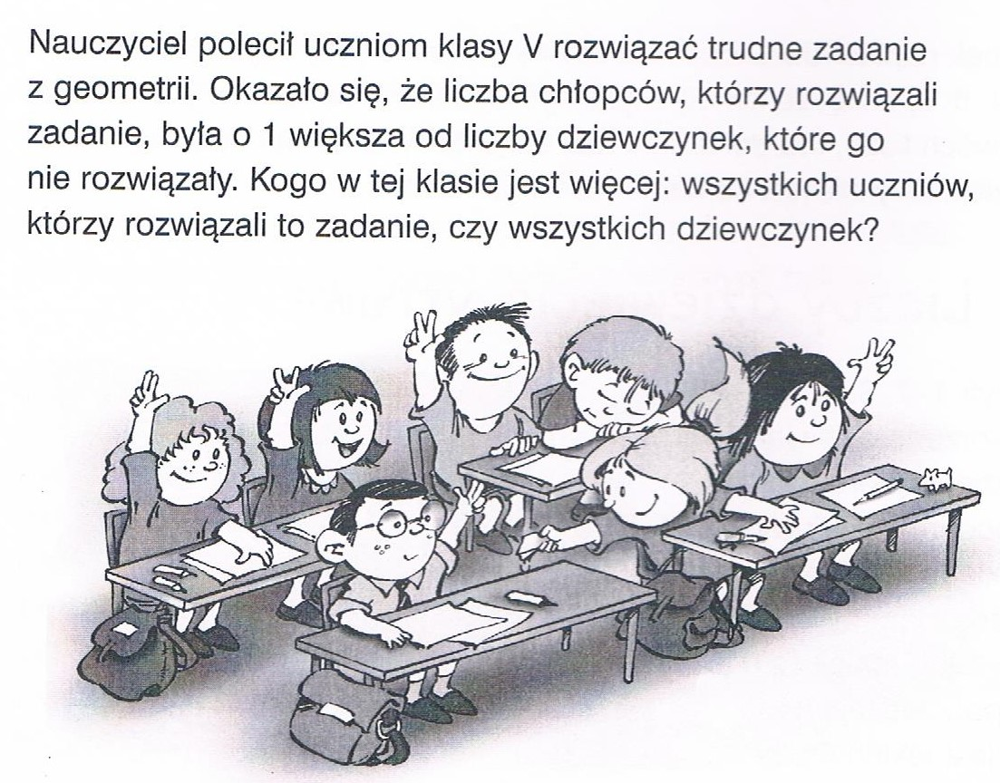 Nauczyciel polecił uczniom klasy V rozwiązać trudne zadanie
z geometrii. Okazało się, że liczba chłopców, którzy rozwiązali
zadanie, była o 1 większa od liczby dziewczynek, które go
nie rozwiązały. Kogo w tej klasie jest więcej: wszystkich uczniów,
którzy rozwiązali to zadanie, czy wszystkich dziewczynek?